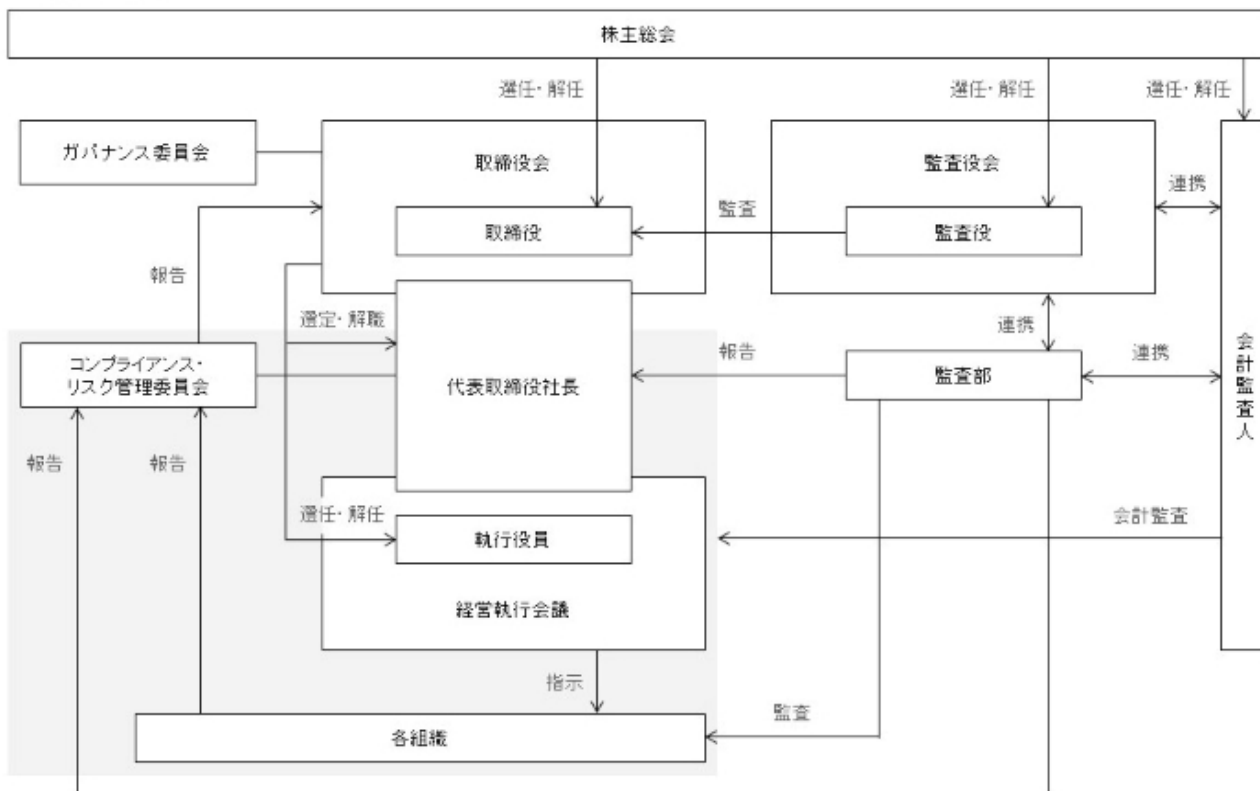 株主総会
選任・解任
選任・解任
選任・解任
ガバナンス委員会
取締役会
監査役会
連携
取締役
監査
監査役
報告
選定・解職
連携
コンプライアンス・
リスク管理委員会
代表取締役社長
報告
監査部
連携
会計監査人
報告
報告
選任・解任
執行役員
会計監査
経営執行会議
指示
各組織
監査